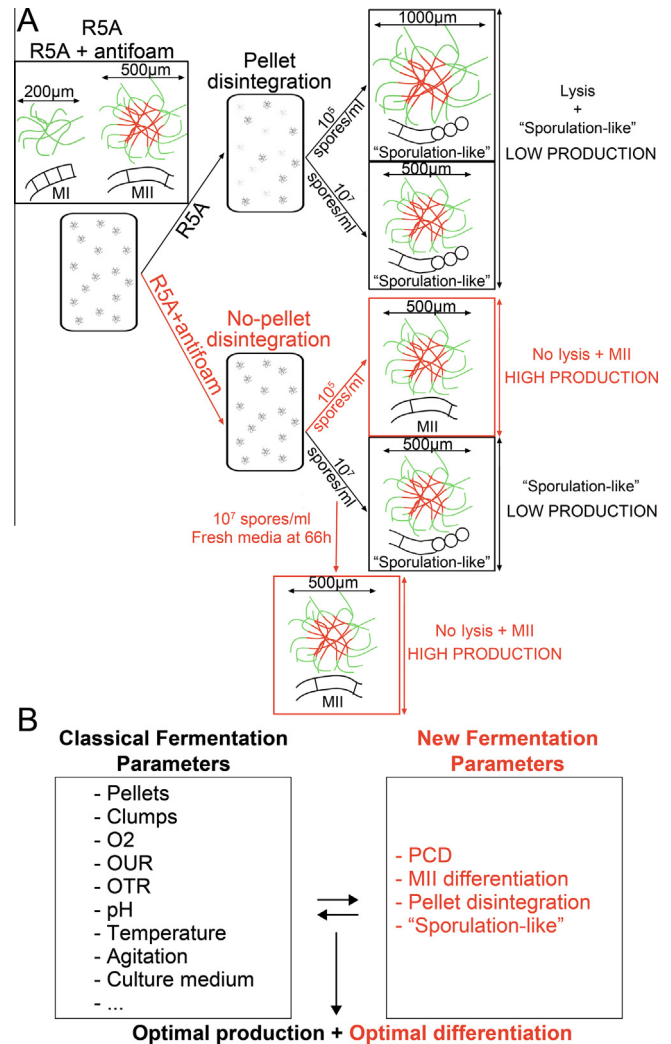 A
R5A
R5A + antifoam
200µm
500µm
MI
MII
Pellet
disintegration
R5A
10⁵
spores/ml
10⁷
spores/ml
1000µm
"Sporulation-like"
500µm
"Sporulation-like"
Lysis
+
"Sporulation-like"
LOW PRODUCTION
R5A+antifoam
No-pellet
disintegration
10⁵
spores/ml
10⁷
spores/ml
500µm
MII
No lysis + MII
HIGH PRODUCTION
500µm
"Sporulation-like"
"Sporulation-like"
LOW PRODUCTION
10⁷ spores/ml
Fresh media at 66h
500µm
MII
No lysis + MII
HIGH PRODUCTION
B
Classical Fermentation
Parameters
- Pellets
- Clumps
- O2
- OUR
- OTR
- pH
- Temperature
- Agitation
- Culture medium
- ...
New Fermentation
Parameters
- PCD
- MII differentiation
- Pellet disintegration
- "Sporulation-like"
Optimal production + Optimal differentiation